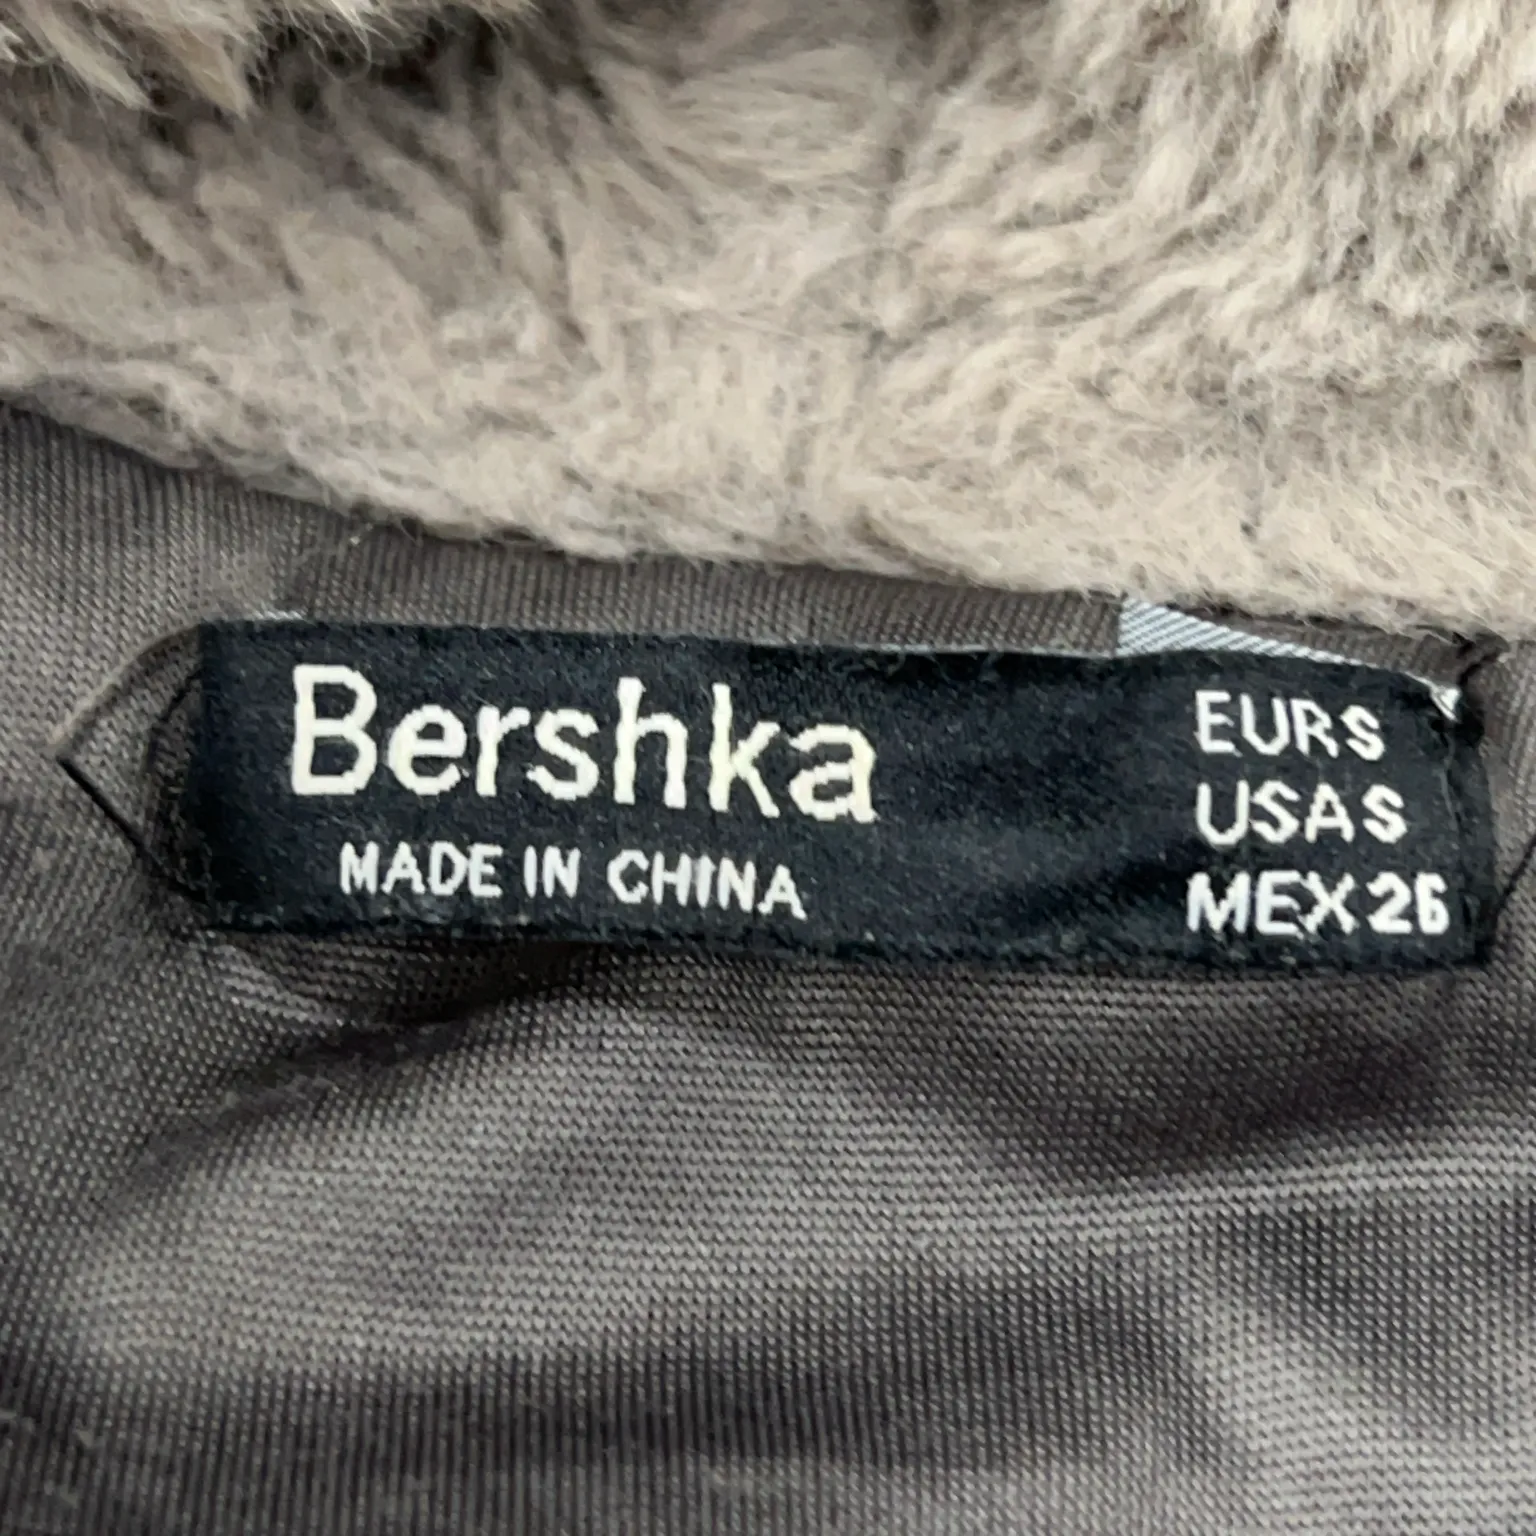 Bershka
MADE IN CHINA
EUR S
USA S
MEX 26